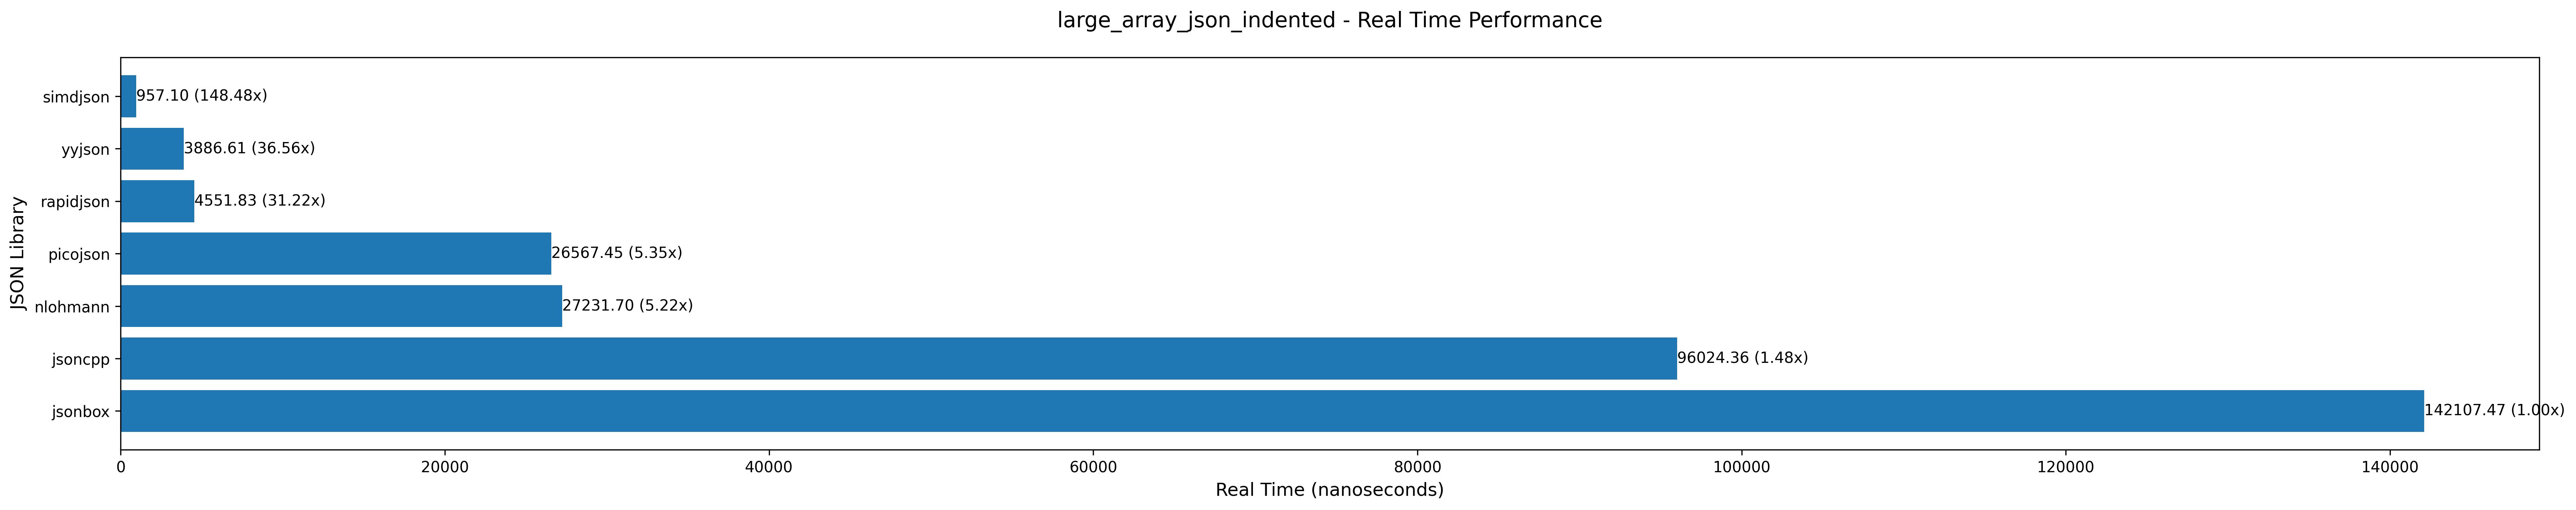 large_array_json_indented - Real Time Performance
JSON Library
simdjson
957.10 (148.48x)
yyjson
3886.61 (36.56x)
rapidjson
4551.83 (31.22x)
picojson
26567.45 (5.35x)
nlohmann
27231.70 (5.22x)
jsoncpp
96024.36 (1.48x)
jsonbox
142107.47 (1.00x)
0 20000 40000 60000 80000 100000 120000 140000
Real Time (nanoseconds)